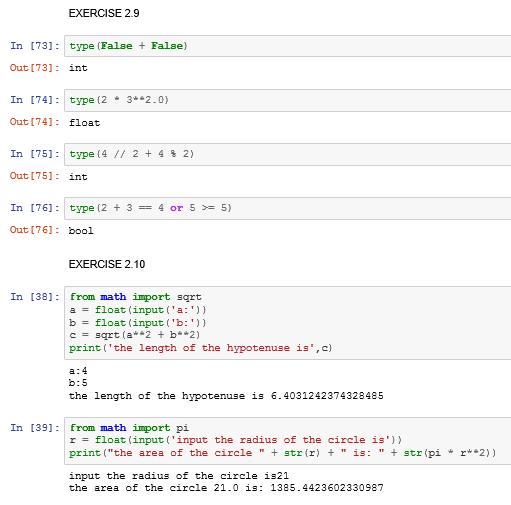 EXERCISE 2.9
In [73]: type(False + False)
Out[73]: int
In [74]: type(2 * 3**2.0)
Out[74]: float
In [75]: type(4 // 2 + 4 % 2)
Out[75]: int
In [76]: type(2 + 3 == 4 or 5 >= 5)
Out[76]: bool
EXERCISE 2.10
In [38]: from math import sqrt
a = float(input('a:'))
b = float(input('b:'))
c = sqrt(a**2 + b**2)
print('the length of the hypotenuse is',c)
a:4
b:5
the length of the hypotenuse is 6.4031242374328485
In [39]: from math import pi
r = float(input('input the radius of the circle is'))
print("the area of the circle " + str(r) + " is: " + str(pi * r**2))
input the radius of the circle is21
the area of the circle 21.0 is: 1385.4423602330987